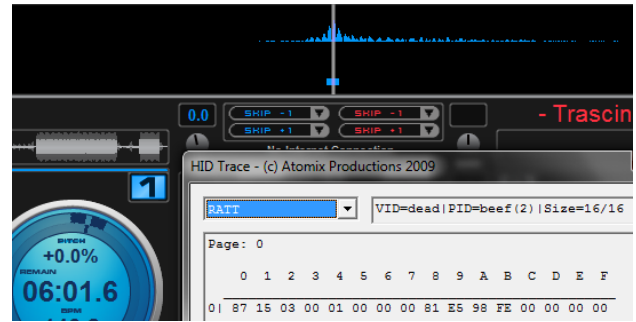 0.0
SKIP -1
SKIP -1
SKIP +1
SKIP +1
- Trascin
No Internet Connection
HID Trace - (c) Atomix Productions 2009
1
RATT
VID=dead|PID=beef(2)|Size=16/16
Page: 0
PITCH
+0.0%
REMAIN
06:01.6
BPM
0 1 2 3 4 5 6 7 8 9 A B C D E F
0| 87 15 03 00 01 00 00 00 81 E5 98 FE 00 00 00 00